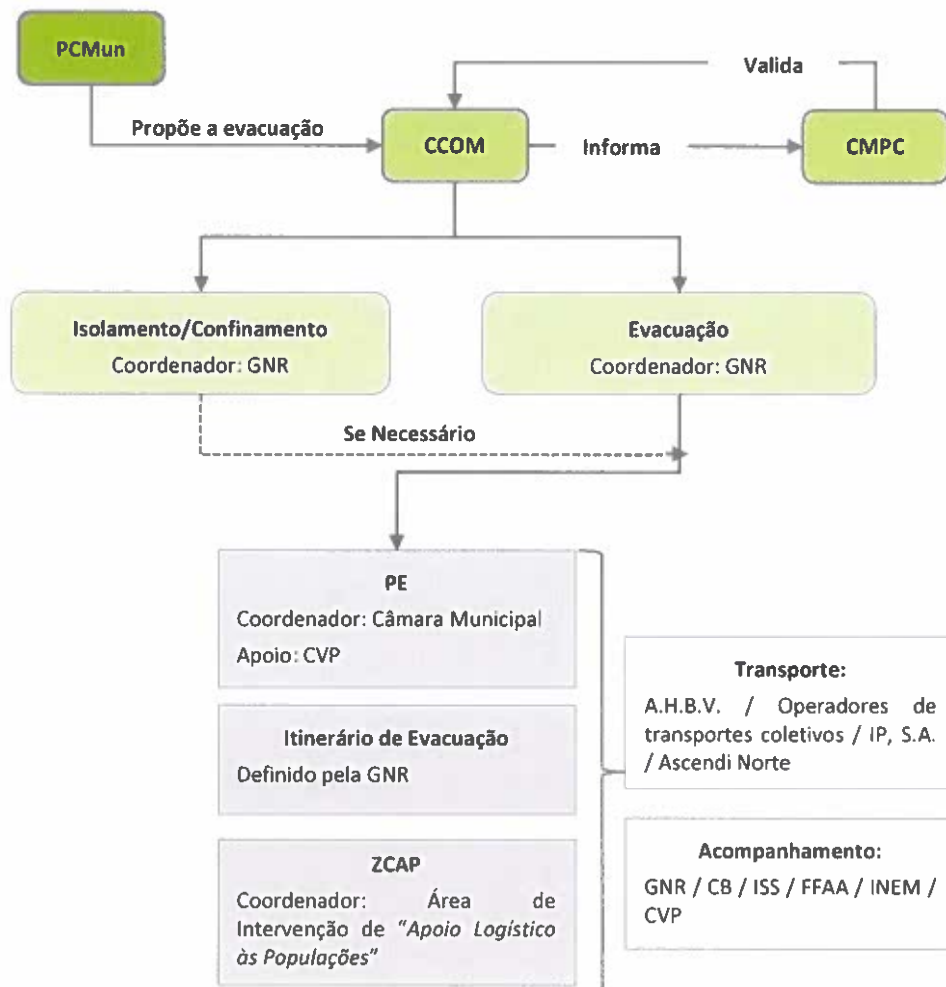 PCMun
Valida
Propõe a evacuação
CCOM
Informa
CMPC
Isolamento/Confinamento
Coordenador: GNR
Evacuação
Coordenador: GNR
Se Necessário
PE
Coordenador: Câmara Municipal
Apoio: CVP
Itinerário de Evacuação
Definido pela GNR
ZCAP
Coordenador: Área de
Intervenção de “Apoio Logístico
às Populações”
Transporte:
A.H.B.V. / Operadores de
transportes coletivos / IP, S.A.
/ Ascendi Norte
Acompanhamento:
GNR / CB / ISS / FFAA / INEM /
CVP